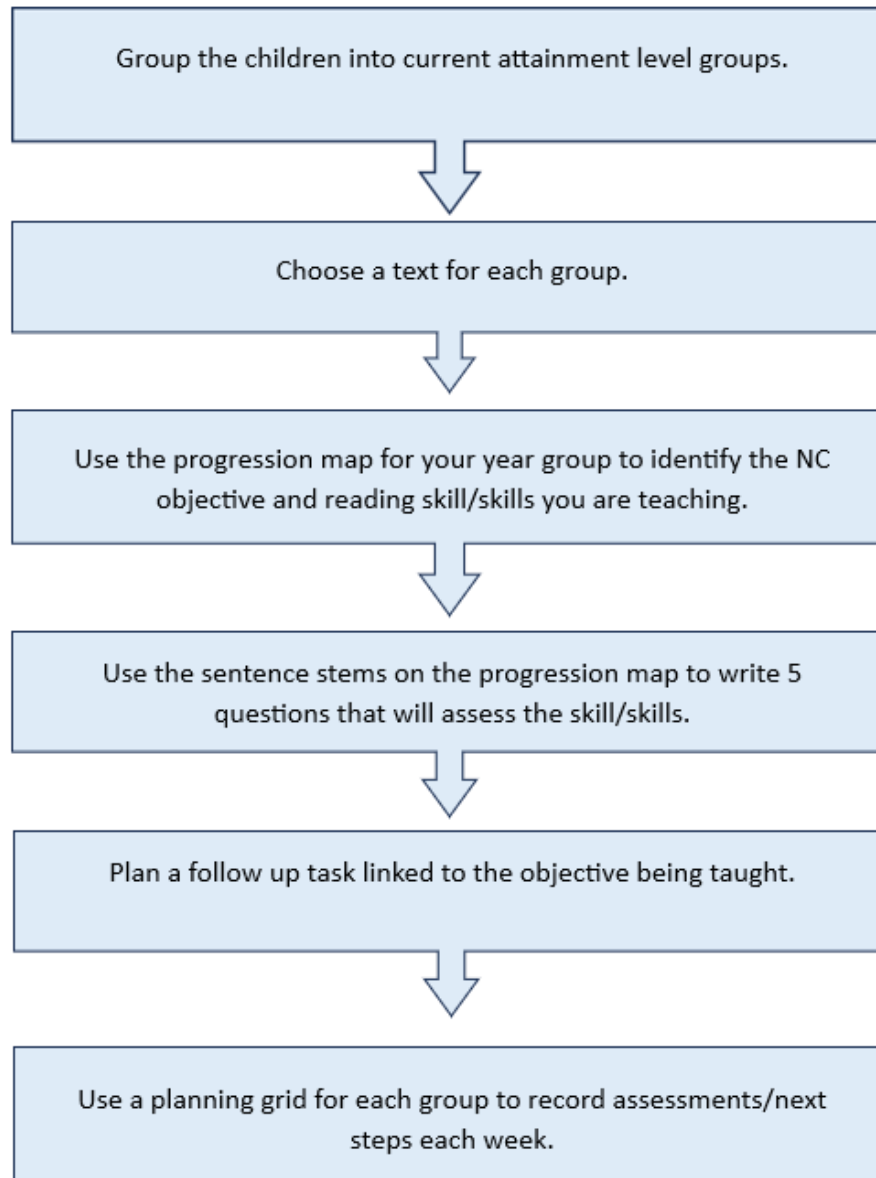 Group the children into current attainment level groups.
Choose a text for each group.
Use the progression map for your year group to identify the NC
objective and reading skill/skills you are teaching.
Use the sentence stems on the progression map to write 5
questions that will assess the skill/skills.
Plan a follow up task linked to the objective being taught.
Use a planning grid for each group to record assessments/next
steps each week.